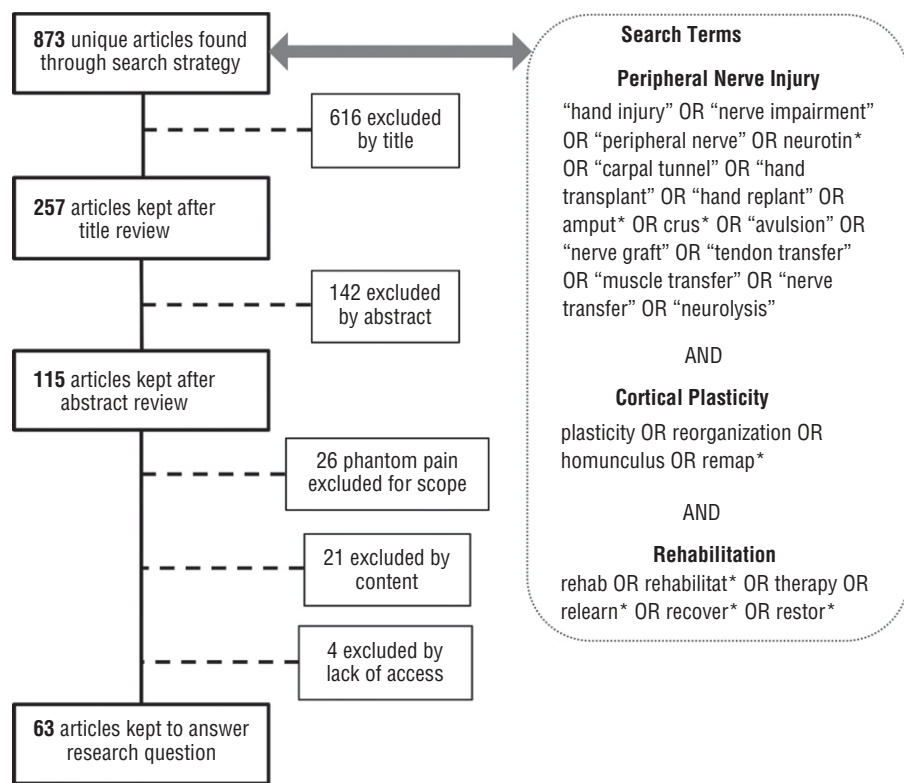 873 unique articles found
through search strategy
616 excluded
by title
257 articles kept after
title review
142 excluded
by abstract
115 articles kept after
abstract review
26 phantom pain
excluded for scope
21 excluded by
content
4 excluded by
lack of access
63 articles kept to answer
research question
Search Terms
Peripheral Nerve Injury
“hand injury” OR “nerve impairment”
OR “peripheral nerve” OR neurotin*
OR “carpal tunnel” OR “hand
transplant” OR “hand replant” OR
amput* OR crus* OR “avulsion” OR
“nerve graft” OR “tendon transfer”
OR “muscle transfer” OR “nerve
transfer” OR “neurolysis”
AND
Cortical Plasticity
plasticity OR reorganization OR
homunculus OR remap*
AND
Rehabilitation
rehab OR rehabilitat* OR therapy OR
relearn* OR recover* OR restor*